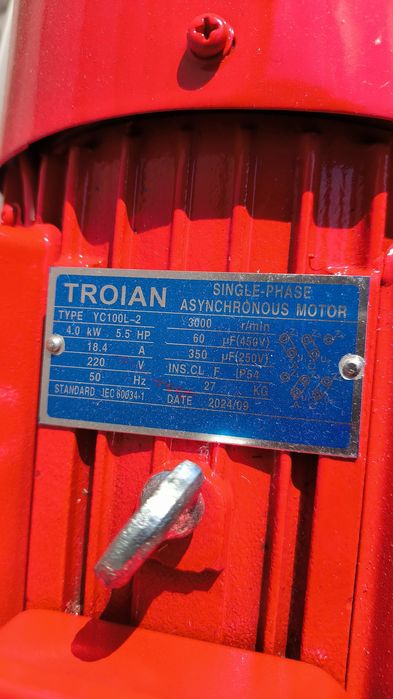 TROIAN
SINGLE-PHASE
ASYNCHRONOUS MOTOR
TYPE YC100L-2
3000 r/min
4.0 kW 5.5 HP
60 μF(450V)
18.4 A
350 μF(250V)
220 V
INS.CL F IP54
50 Hz
27 KG
STANDARD IEC 60034-1
DATE 2024/09